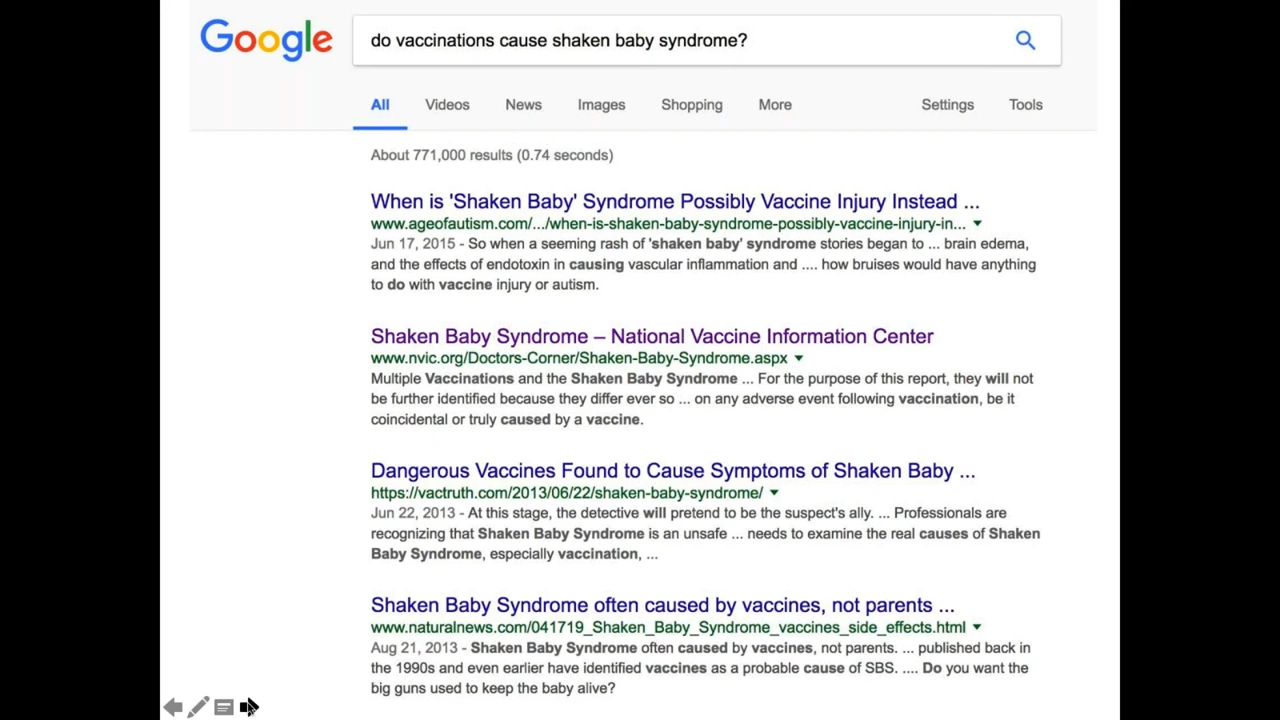 Google
do vaccinations cause shaken baby syndrome?
All Videos News Images Shopping More Settings Tools
About 771,000 results (0.74 seconds)
When is 'Shaken Baby' Syndrome Possibly Vaccine Injury Instead ...
www.ageofautism.com/.../when-is-shaken-baby-syndrome-possibly-vaccine-injury-in...
Jun 17, 2015 - So when a seeming rash of 'shaken baby' syndrome stories began to ... brain edema,
and the effects of endotoxin in causing vascular inflammation and .... how bruises would have anything
to do with vaccine injury or autism.
Shaken Baby Syndrome – National Vaccine Information Center
www.nvic.org/Doctors-Corner/Shaken-Baby-Syndrome.aspx
Multiple Vaccinations and the Shaken Baby Syndrome ... For the purpose of this report, they will not
be further identified because they differ ever so ... on any adverse event following vaccination, be it
coincidental or truly caused by a vaccine.
Dangerous Vaccines Found to Cause Symptoms of Shaken Baby ...
https://vactruth.com/2013/06/22/shaken-baby-syndrome/
Jun 22, 2013 - At this stage, the detective will pretend to be the suspect's ally. ... Professionals are
recognizing that Shaken Baby Syndrome is an unsafe ... needs to examine the real causes of Shaken
Baby Syndrome, especially vaccination, ...
Shaken Baby Syndrome often caused by vaccines, not parents ...
www.naturalnews.com/041719_Shaken_Baby_Syndrome_vaccines_side_effects.html
Aug 21, 2013 - Shaken Baby Syndrome often caused by vaccines, not parents. ... published back in
the 1990s and even earlier have identified vaccines as a probable cause of SBS. .... Do you want the
big guns used to keep the baby alive?